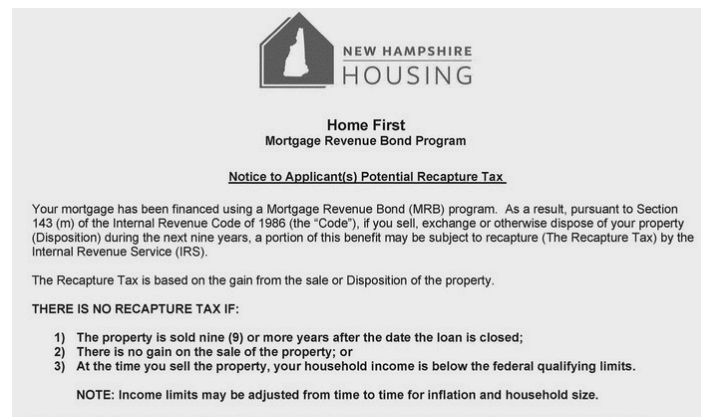 NEW HAMPSHIRE
HOUSING
Home First
Mortgage Revenue Bond Program
Notice to Applicant(s) Potential Recapture Tax
Your mortgage has been financed using a Mortgage Revenue Bond (MRB) program. As a result, pursuant to Section
143 (m) of the Internal Revenue Code of 1986 (the “Code”), if you sell, exchange or otherwise dispose of your property
(Disposition) during the next nine years, a portion of this benefit may be subject to recapture (The Recapture Tax) by the
Internal Revenue Service (IRS).
The Recapture Tax is based on the gain from the sale or Disposition of the property.
THERE IS NO RECAPTURE TAX IF:
1) The property is sold nine (9) or more years after the date the loan is closed;
2) There is no gain on the sale of the property; or
3) At the time you sell the property, your household income is below the federal qualifying limits.
NOTE: Income limits may be adjusted from time to time for inflation and household size.